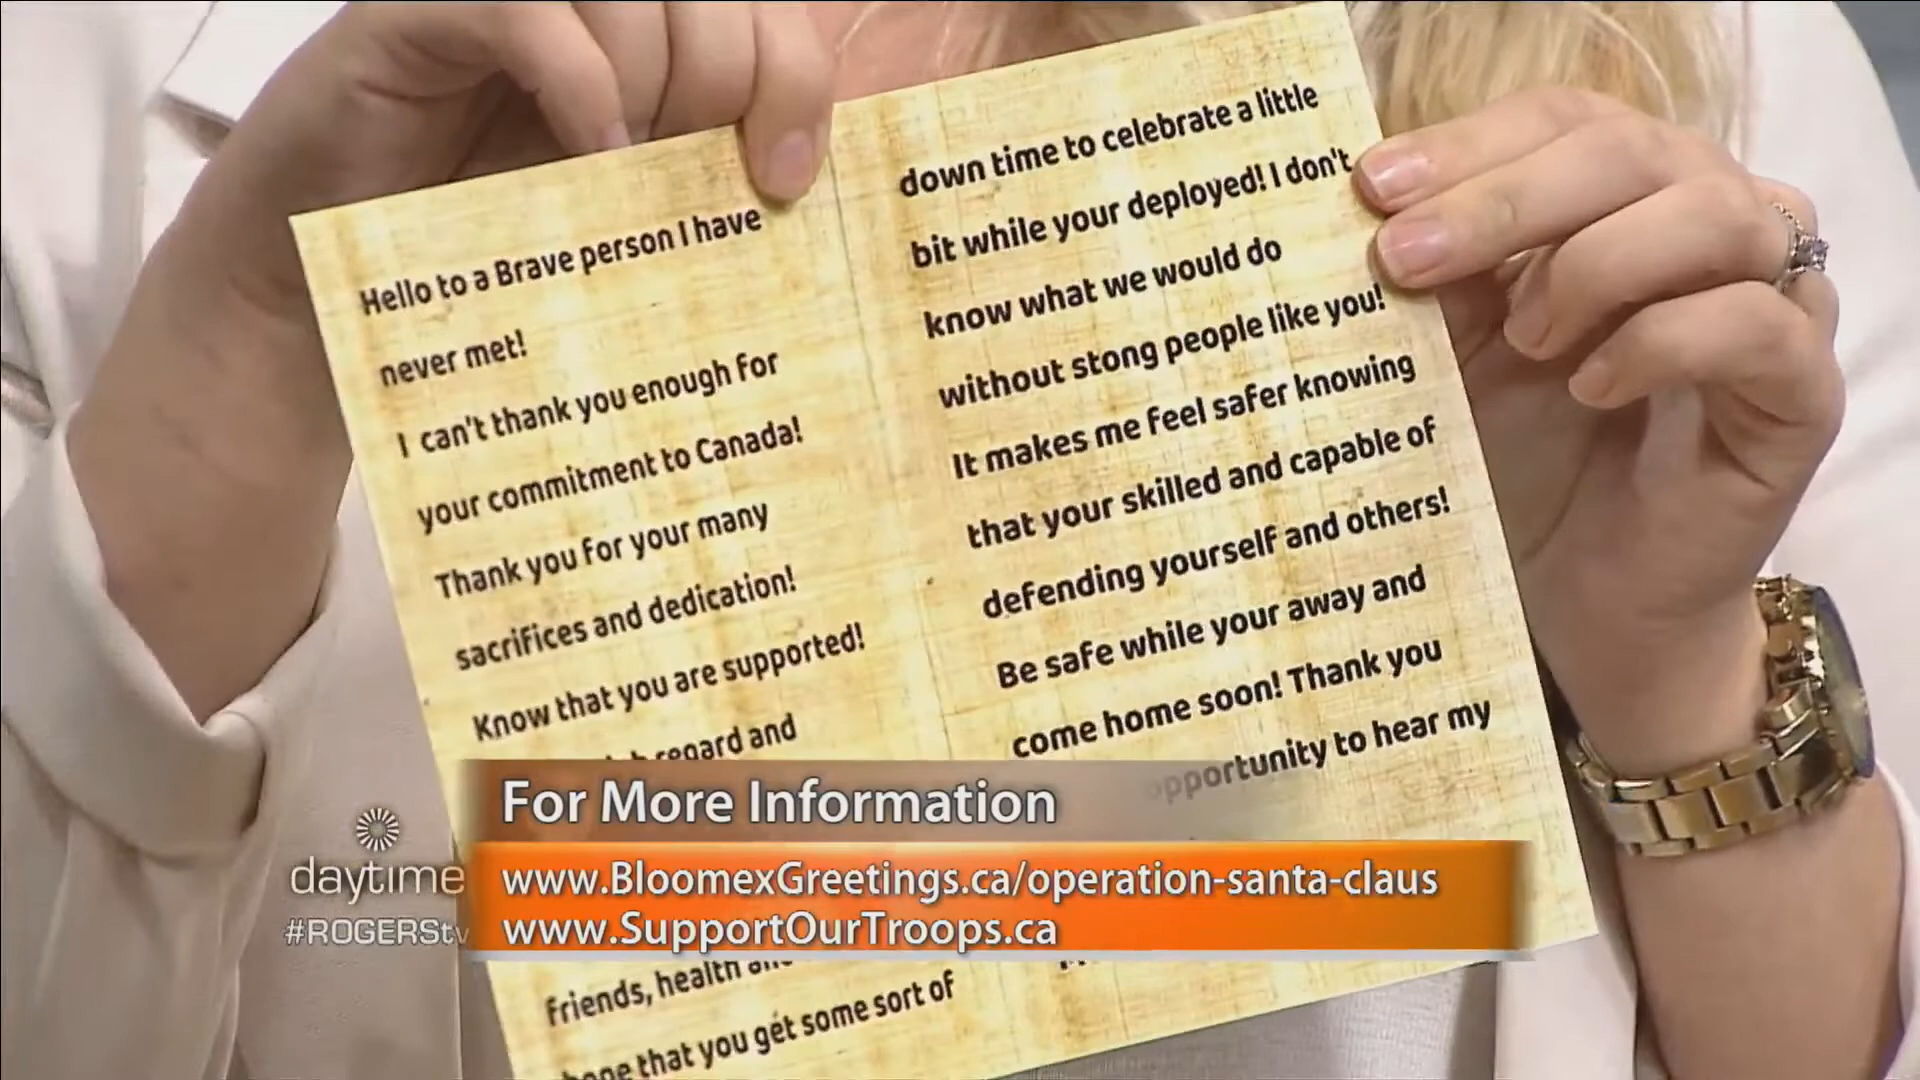 Hello to a Brave person I have
never met!
I can't thank you enough for
your commitment to Canada!
Thank you for your many
sacrifices and dedication!
Know that you are supported!
regard and
friends, health
that you get some sort of
down time to celebrate a little
bit while your deployed! I don't
know what we would do
without stong people like you!
It makes me feel safer knowing
that your skilled and capable of
defending yourself and others!
Be safe while your away and
come home soon! Thank you
opportunity to hear my
For More Information
www.BloomexGreetings.ca/operation-santa-claus
www.SupportOurTroops.ca
daytime
#ROGERStv